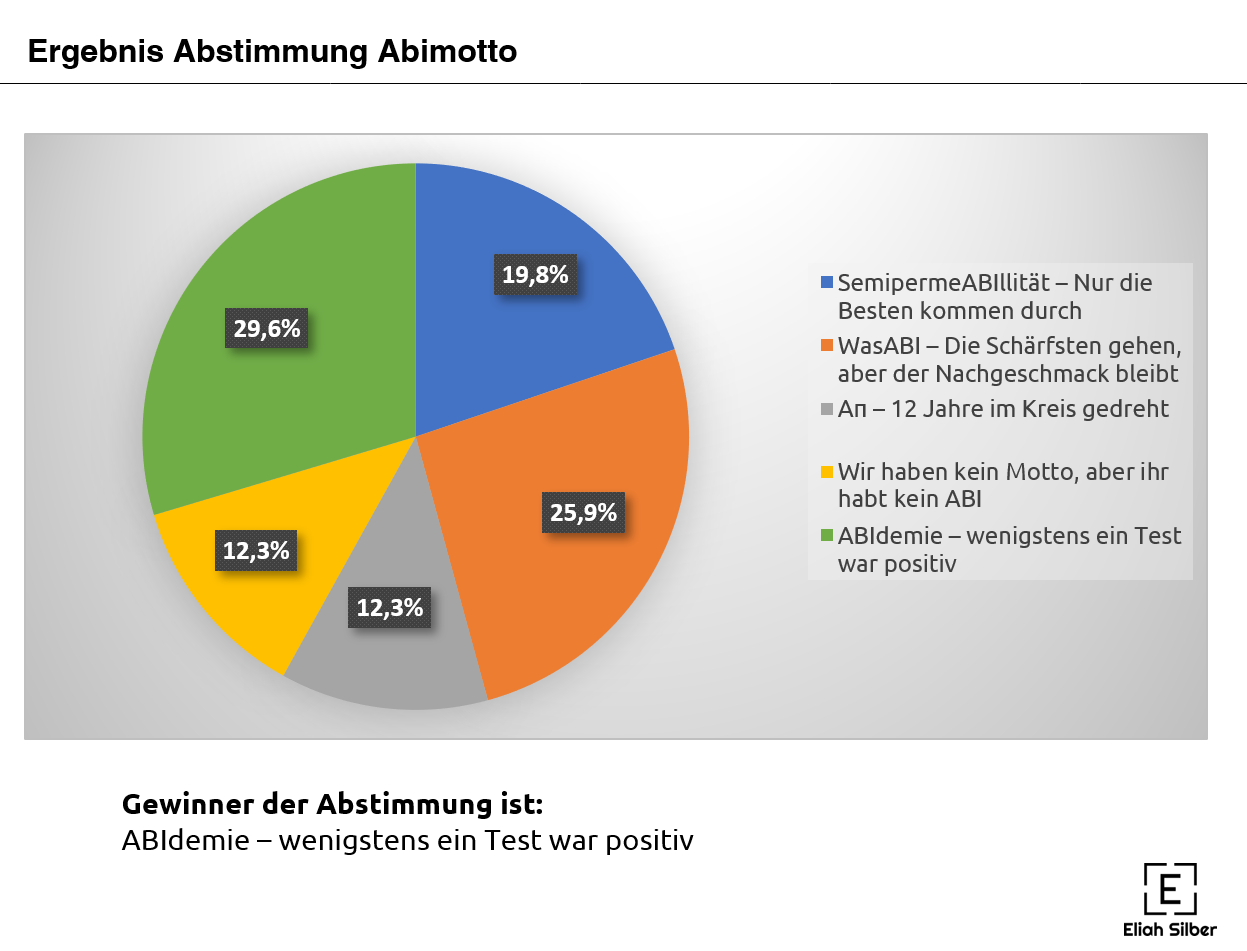 Ergebnis Abstimmung Abimotto
19,8%
29,6%
25,9%
12,3%
12,3%
SemipermeABIllität – Nur die
Besten kommen durch
WasABI – Die Schärfsten gehen,
aber der Nachgeschmack bleibt
Aπ – 12 Jahre im Kreis gedreht
Wir haben kein Motto, aber ihr
habt kein ABI
ABIdemie – wenigstens ein Test
war positiv
Gewinner der Abstimmung ist:
ABIdemie – wenigstens ein Test war positiv
E
Eliah Silber